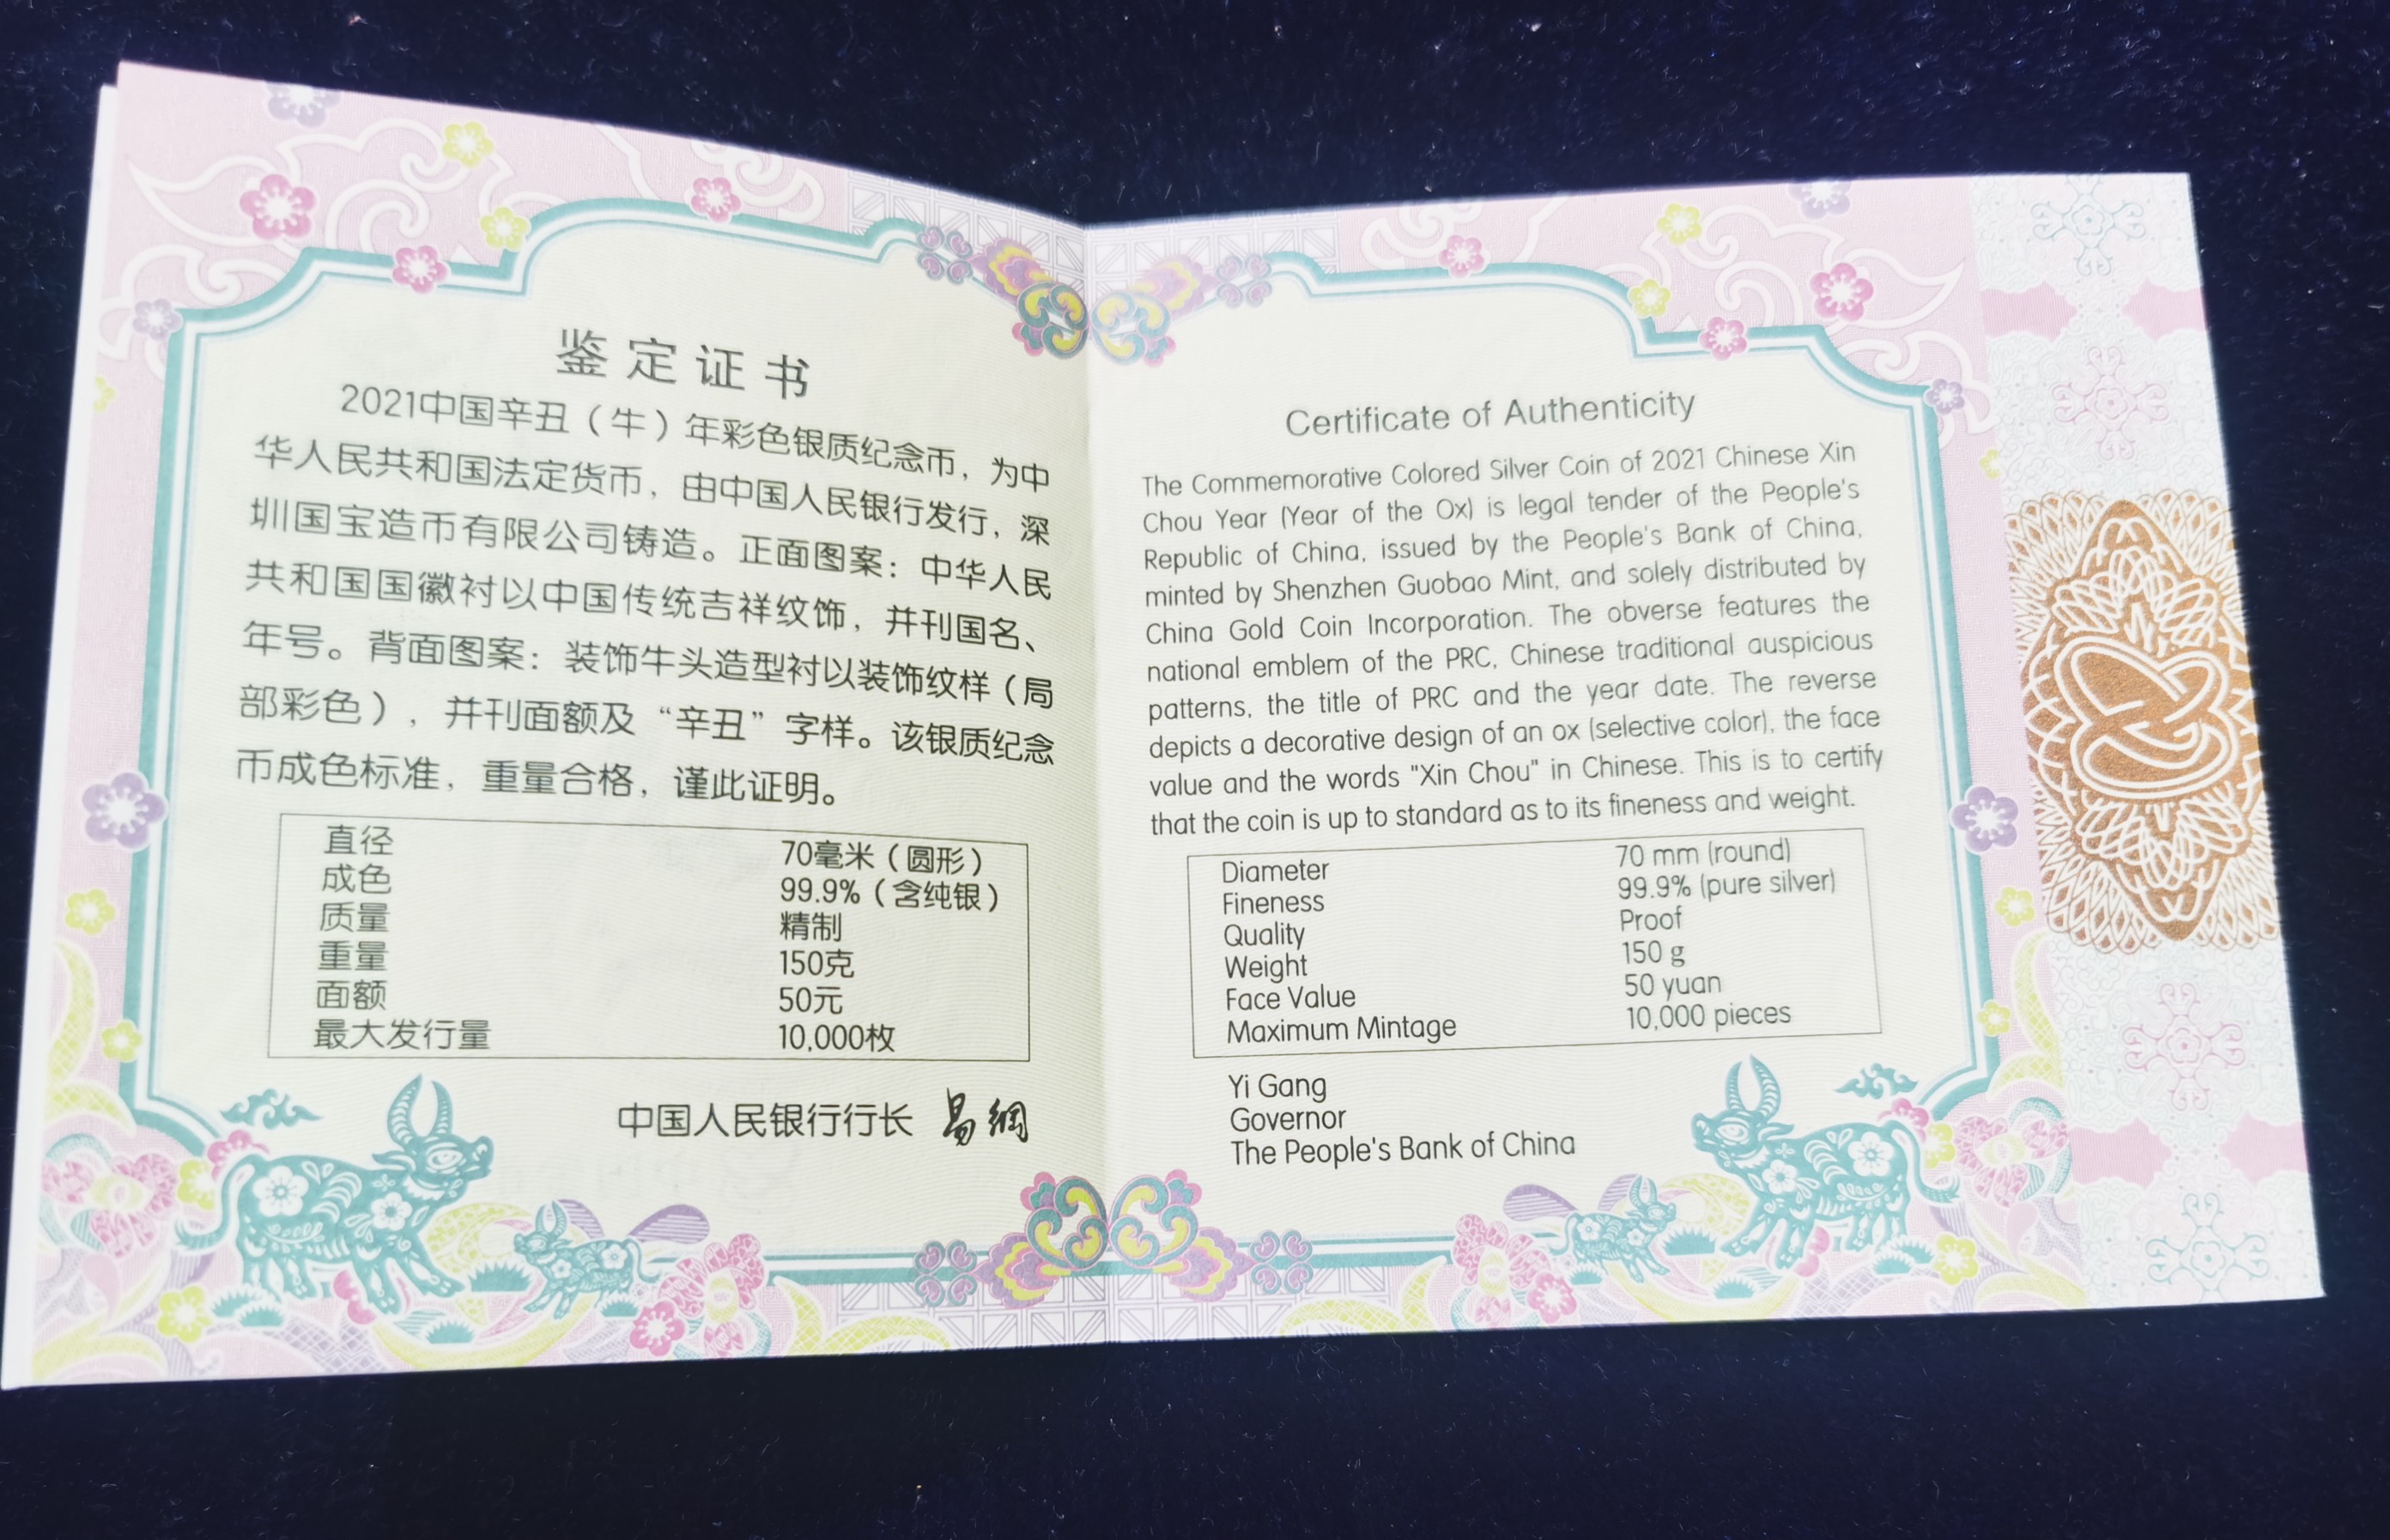 鉴定证书
2021中国辛丑（牛）年彩色银质纪念币，为中
华人民共和国法定货币，由中国人民银行发行，深
圳国宝造币有限公司铸造。正面图案：中华人民
共和国国徽衬以中国传统吉祥纹饰，并刊国名、
年号。背面图案：装饰牛头造型衬以装饰纹样（局
部彩色），并刊面额及“辛丑”字样。该银质纪念
币成色标准，重量合格，谨此证明。
直径 70毫米（圆形）
成色 99.9%（含纯银）
质量 精制
重量 150克
面额 50元
最大发行量 10,000枚
中国人民银行行长 易纲
Certificate of Authenticity
The Commemorative Colored Silver Coin of 2021 Chinese Xin
Chou Year (Year of the Ox) is legal tender of the People's
Republic of China, issued by the People's Bank of China,
minted by Shenzhen Guobao Mint, and solely distributed by
China Gold Coin Incorporation. The obverse features the
national emblem of the PRC, Chinese traditional auspicious
patterns, the title of PRC and the year date. The reverse
depicts a decorative design of an ox (selective color), the face
value and the words "Xin Chou" in Chinese. This is to certify
that the coin is up to standard as to its fineness and weight.
Diameter 70 mm (round)
Fineness 99.9% (pure silver)
Quality Proof
Weight 150 g
Face Value 50 yuan
Maximum Mintage 10,000 pieces
Yi Gang
Governor
The People's Bank of China